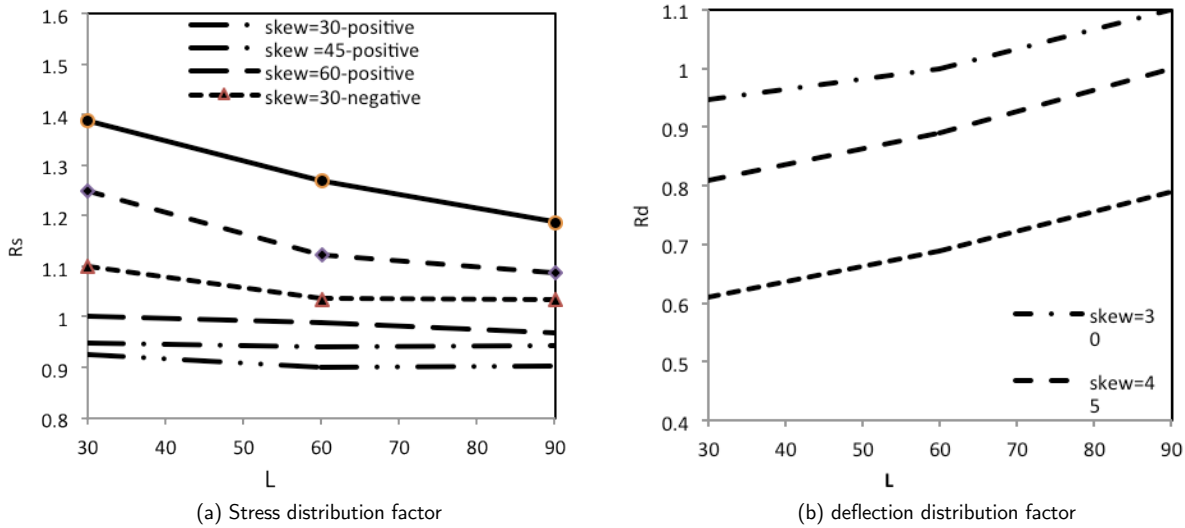 1.6
1.5
1.4
1.3
1.2
1.1
1
0.9
0.8
Rs
30 40 50 60 70 80 90
L
skew=30-positive
skew =45-positive
skew=60-positive
skew=30-negative
(a) Stress distribution factor
1.1
1
0.9
0.8
0.7
0.6
0.5
0.4
Rd
30 40 50 60 70 80 90
L
skew=3
0
skew=4
5
(b) deflection distribution factor